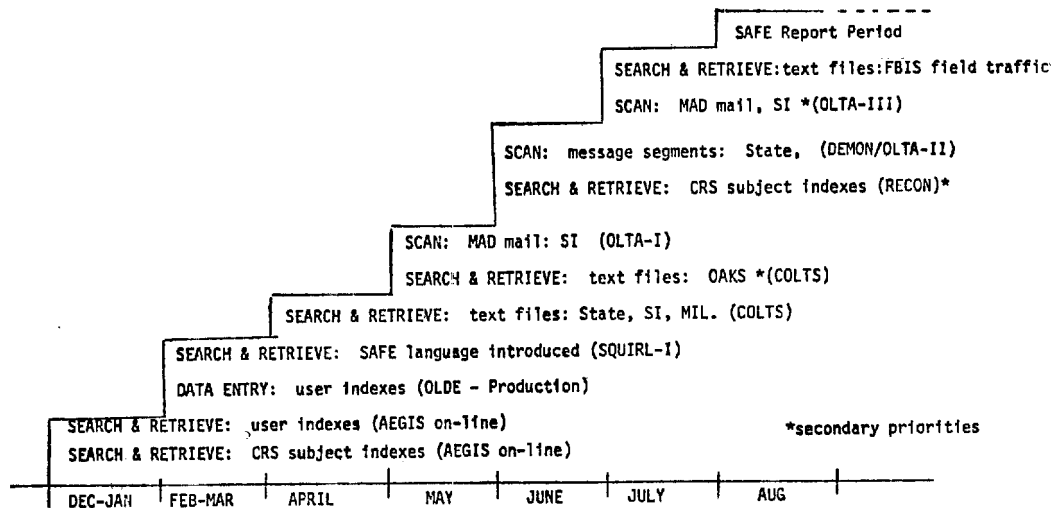 SAFE Report Period
SEARCH & RETRIEVE:text files:FBIS field traffic
SCAN: MAD mail, SI *(OLTA-III)
SCAN: message segments: State, (DEMON/OLTA-II)
SEARCH & RETRIEVE: CRS subject indexes (RECON)*
SCAN: MAD mail: SI (OLTA-I)
SEARCH & RETRIEVE: text files: OAKS *(COLTS)
SEARCH & RETRIEVE: text files: State, SI, MIL. (COLTS)
SEARCH & RETRIEVE: SAFE language introduced (SQUIRL-I)
DATA ENTRY: user indexes (OLDE - Production)
SEARCH & RETRIEVE: user indexes (AEGIS on-line)
*secondary priorities
SEARCH & RETRIEVE: CRS subject indexes (AEGIS on-line)
DEC-JAN FEB-MAR APRIL MAY JUNE JULY AUG